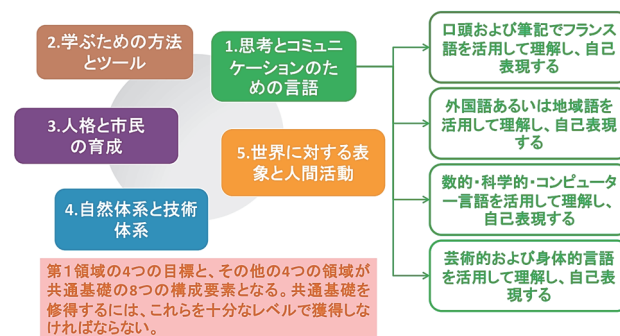 2.学ぶための方法
とツール
1.思考とコミュニ
ケーションのた
めの言語
3.人格と市民
の育成
5.世界に対する表
象と人間活動
4.自然体系と技術
体系
口頭および筆記でフランス
語を活用して理解し、自己
表現する
外国語あるいは地域語を
活用して理解し、自己表現
する
数的・科学的・コンピュータ
ー言語を活用して理解し、
自己表現する
芸術的および身体的言語
を活用して理解し、自己表
現する
第1領域の4つの目標と、その他の4つの領域が
共通基礎の8つの構成要素となる。共通基礎を
修得するには、これらを十分なレベルで獲得しな
ければならない。